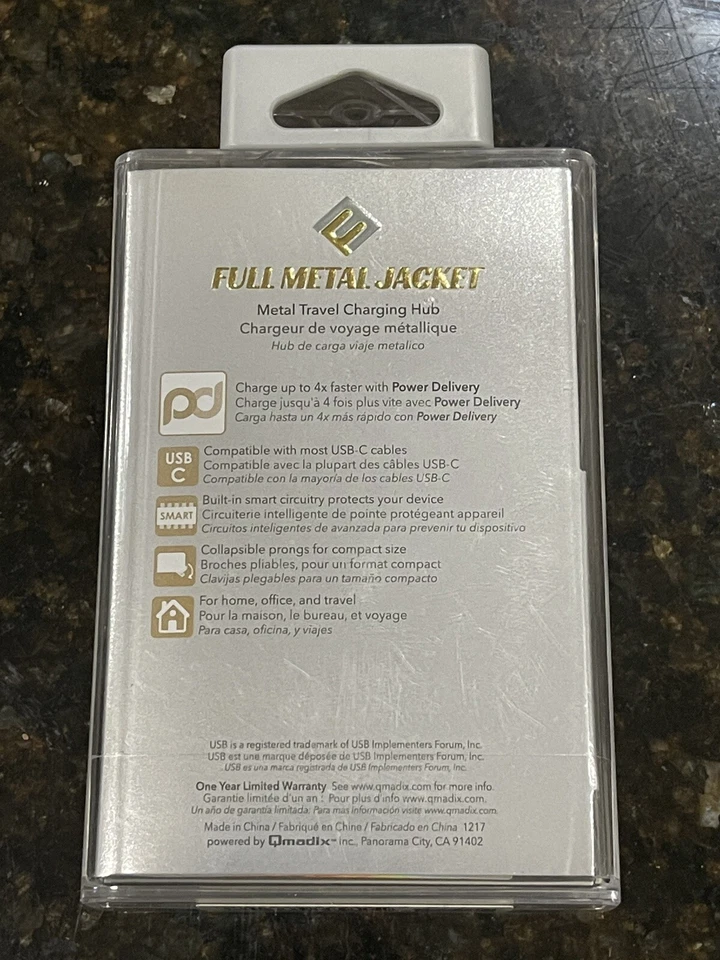 FULL METAL JACKET
Metal Travel Charging Hub
Chargeur de voyage métallique
Hub de carga viaje metalico
pd
Charge up to 4x faster with Power Delivery
Charge jusqu'à 4 fois plus vite avec Power Delivery
Carga hasta un 4x más rápido con Power Delivery
USB
C
Compatible with most USB-C cables
Compatible avec la plupart des câbles USB-C
Compatible con la mayoría de los cables USB-C
SMART
Built-in smart circuitry protects your device
Circuiterie intelligente de pointe protégeant appareil
Circuitos inteligentes de avanzada para prevenir tu dispositivo
Collapsible prongs for compact size
Broches pliables, pour un format compact
Clavijas plegables para un tamaño compacto
For home, office, and travel
Pour la maison, le bureau, et voyage
Para casa, oficina, y viajes
USB is a registered trademark of USB Implementers Forum, Inc.
USB est une marque déposée de USB Implementers Forum, Inc.
USB es una marca registrada de USB Implementers Forum, Inc.
One Year Limited Warranty See www.qmadix.com for more info.
Garantie limitée d'un an : Pour plus d'info www.qmadix.com.
Un año de garantía limitada: Para mas información visite www.qmadix.com.
Made in China / Fabriqué en Chine / Fabricado en China 1217
powered by Qmadix™ inc., Panorama City, CA 91402